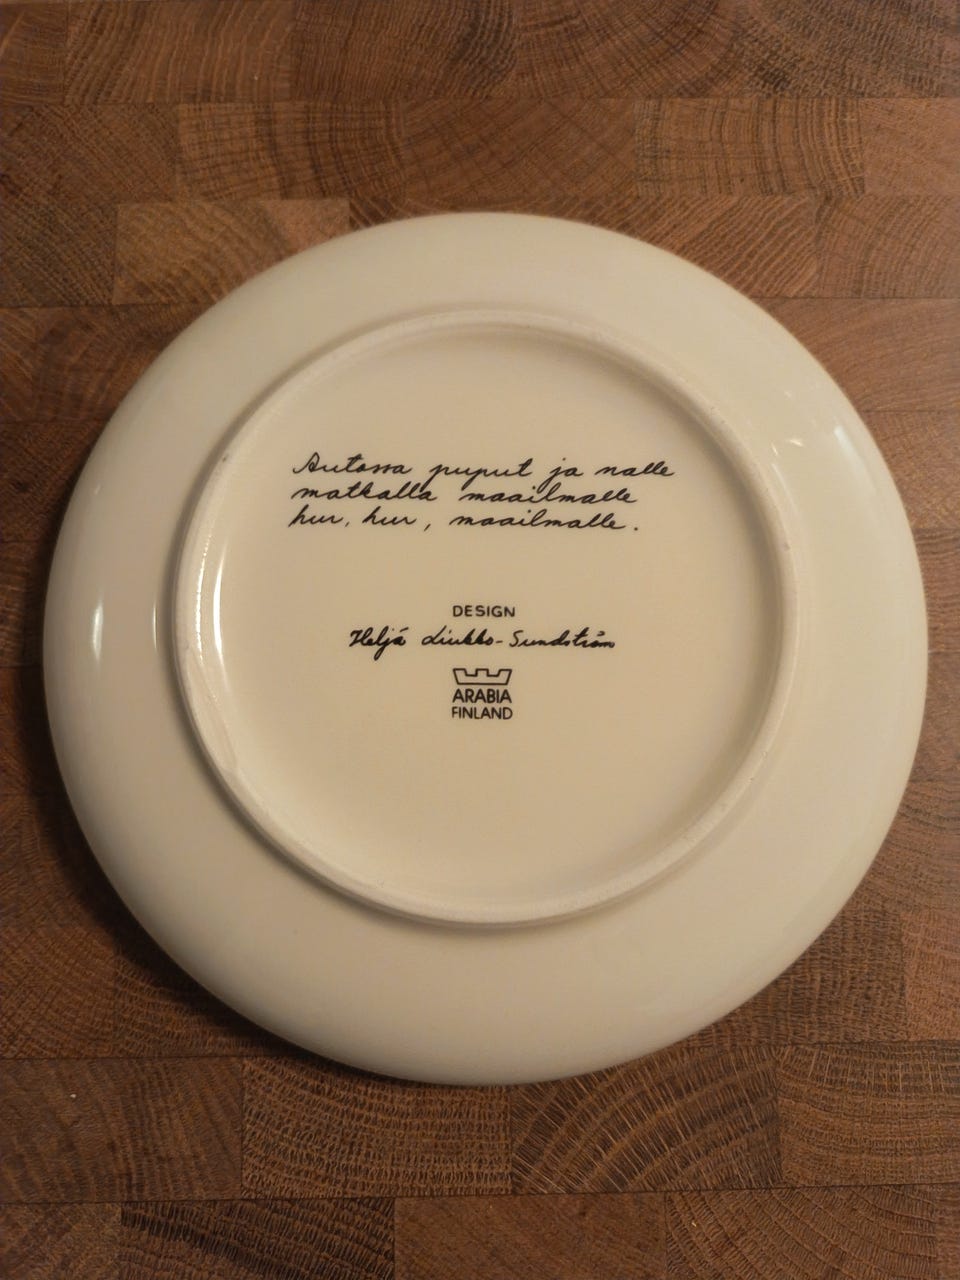 Autossa puput ja nalle
matkalla maailmalle
hur, hur, maailmalle.
DESIGN
Heljä Liukko-Sundström
ARABIA
FINLAND